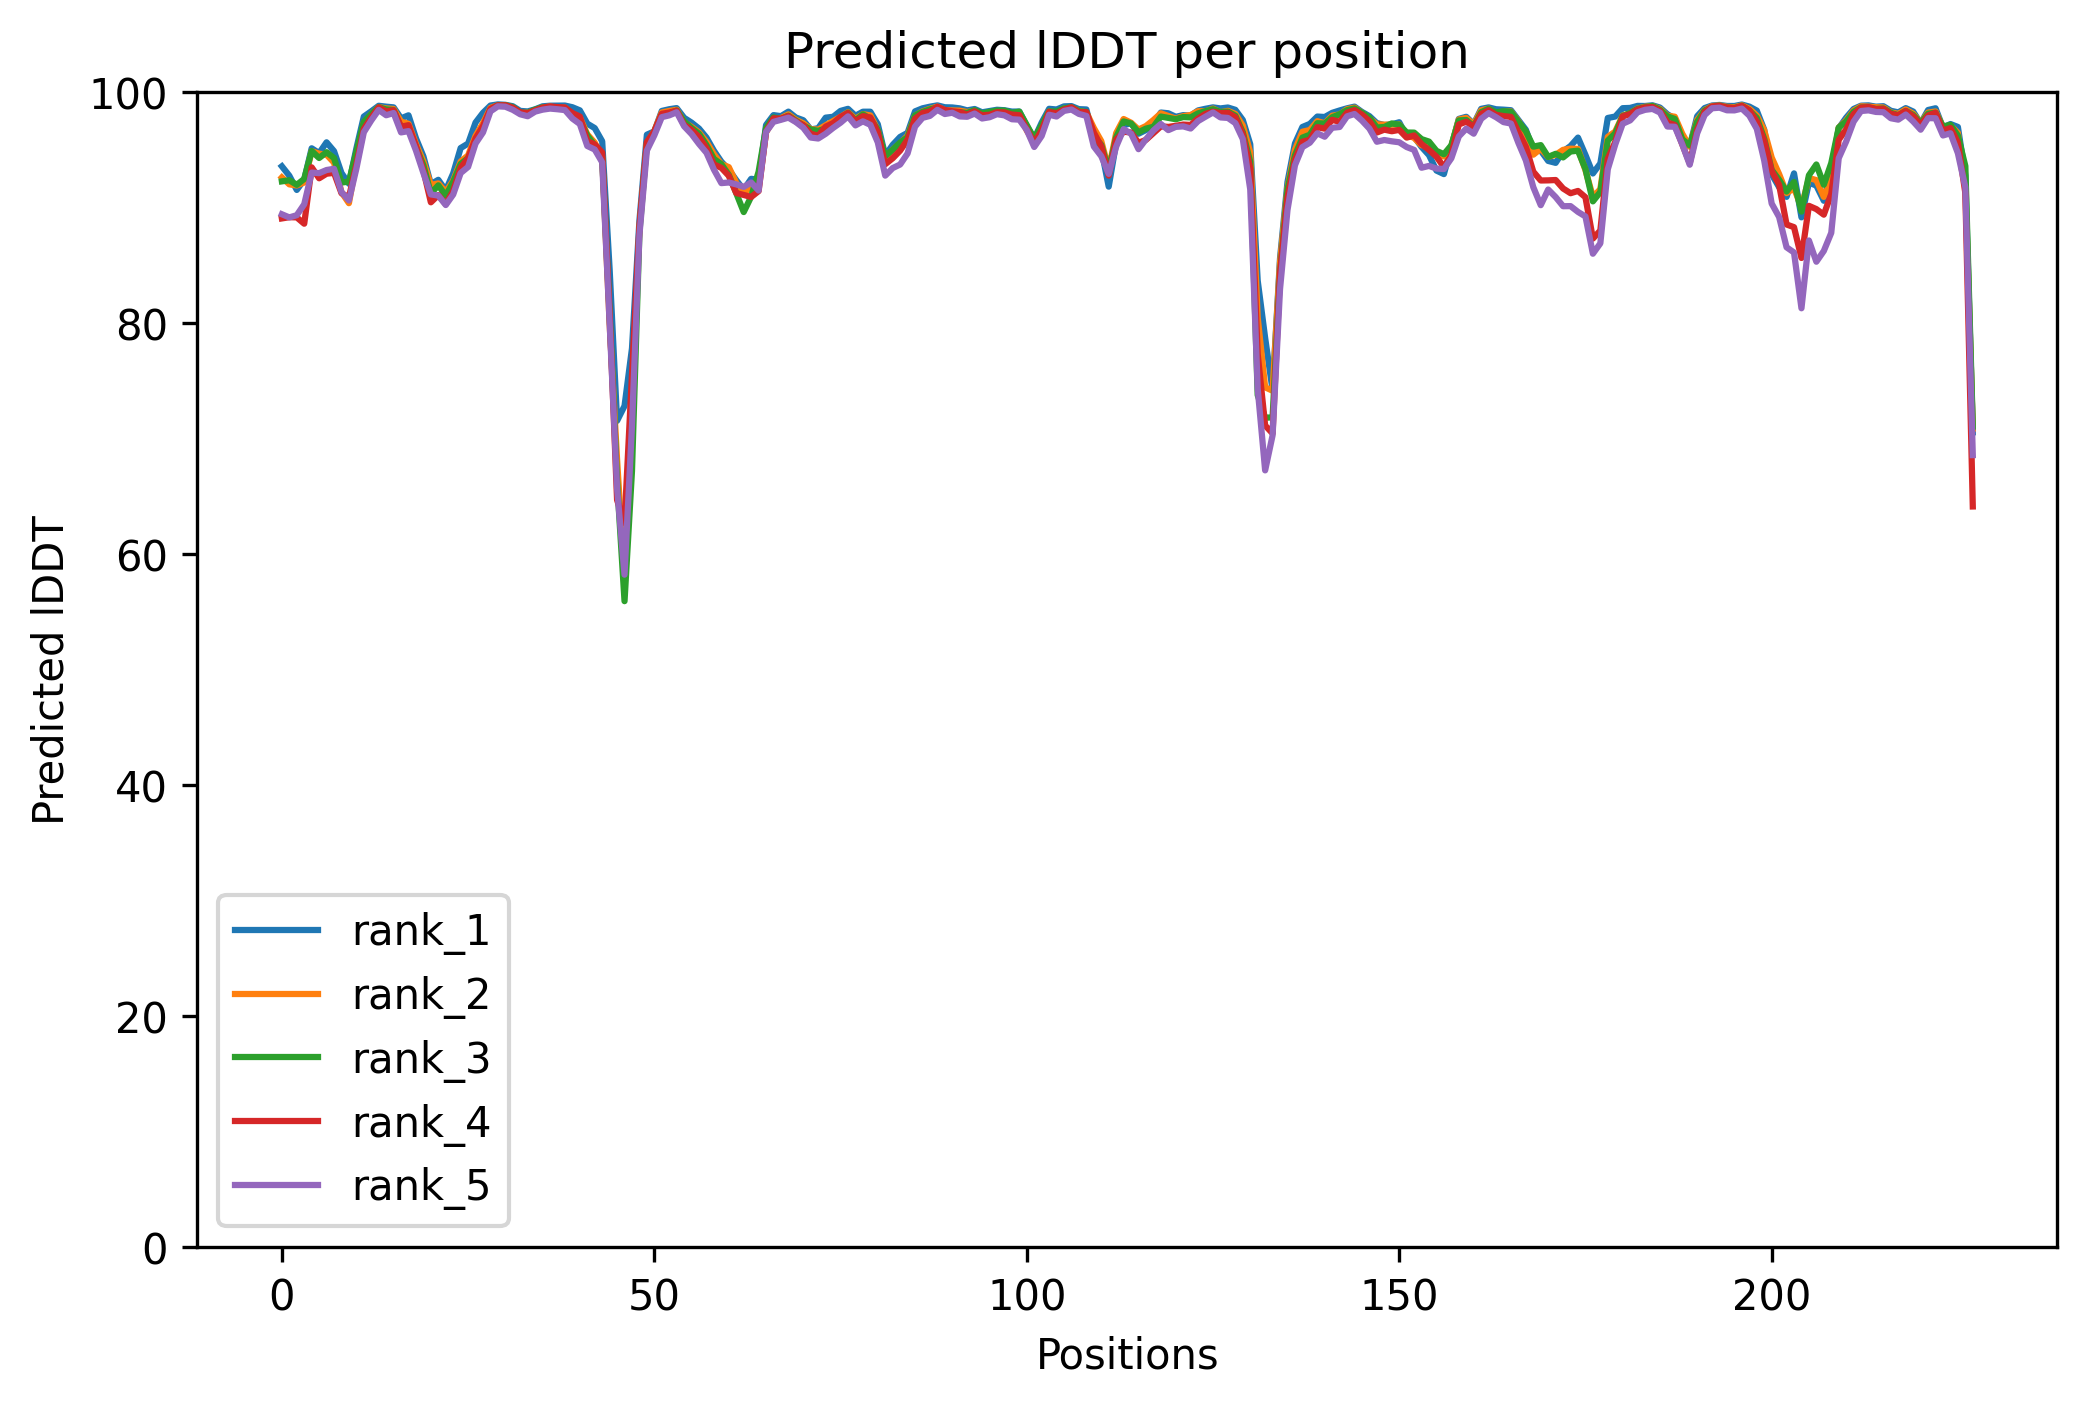 Predicted lDDT per position
Predicted lDDT
100
80
60
40
20
0
rank_1
rank_2
rank_3
rank_4
rank_5
0 50 100 150 200
Positions